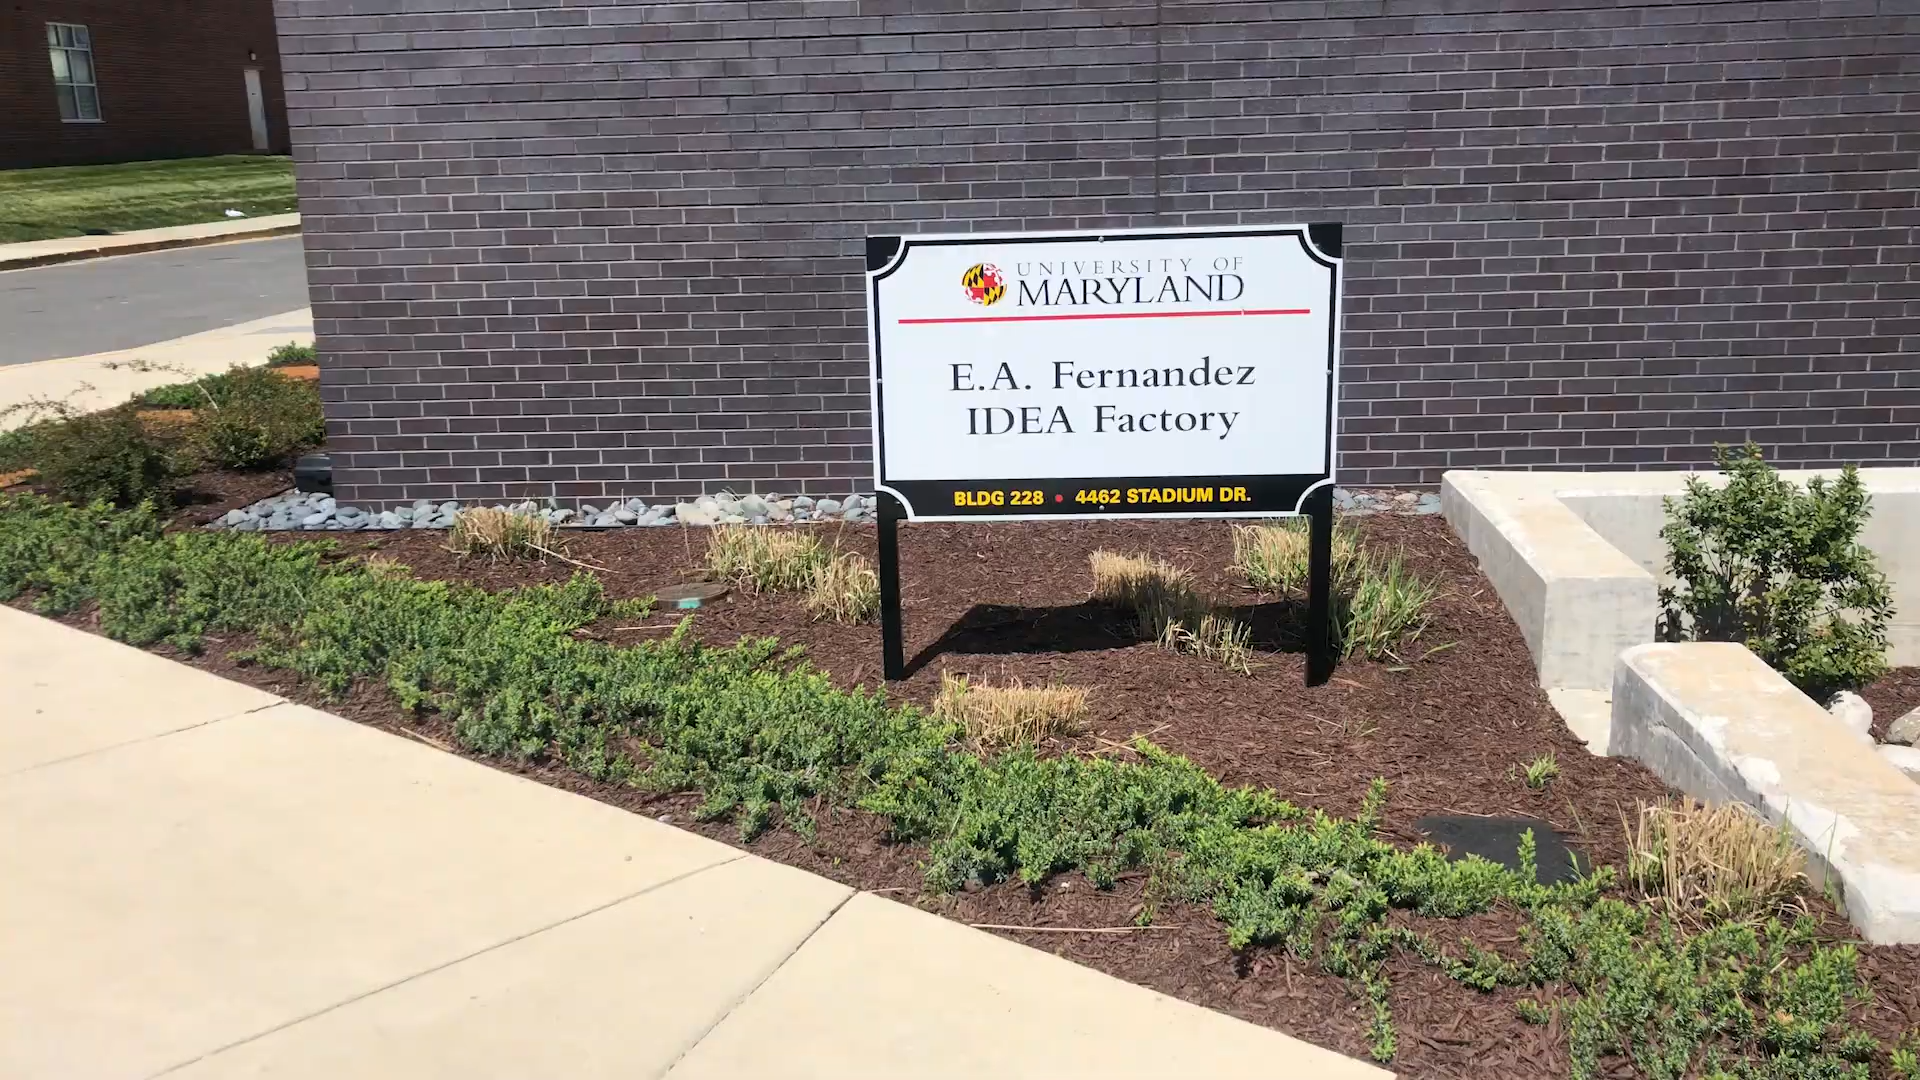 UNIVERSITY OF
MARYLAND
E.A. Fernandez
IDEA Factory
BLDG 228 • 4462 STADIUM DR.